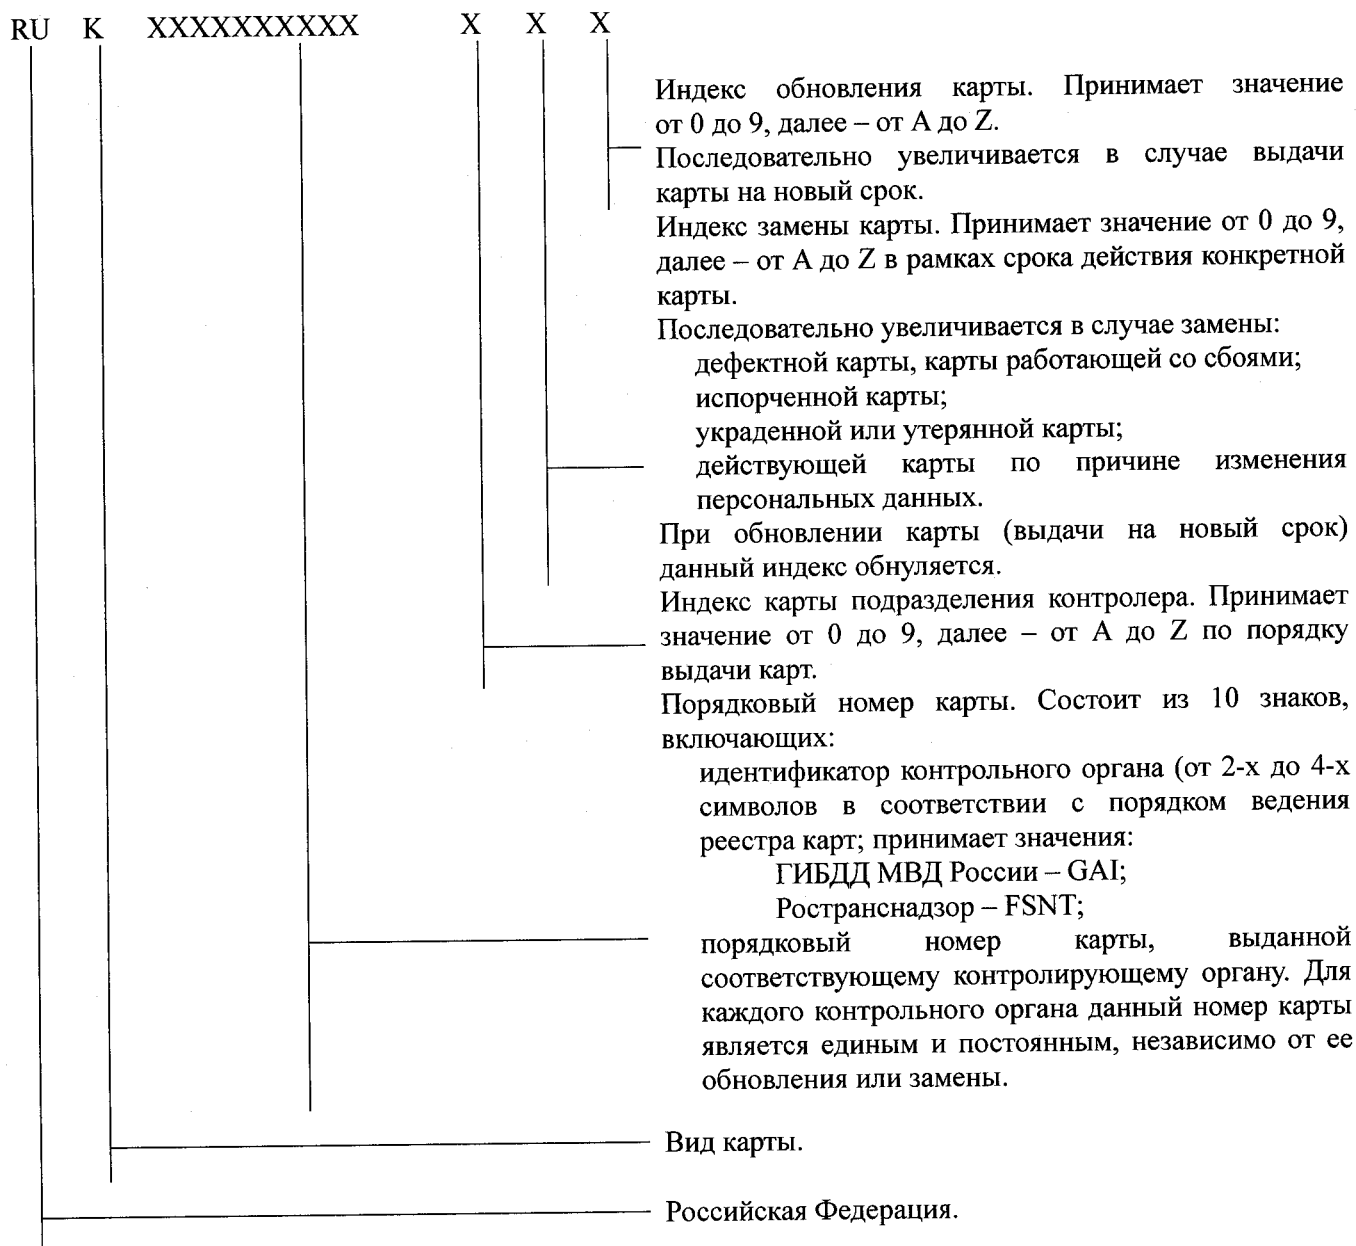 RU K XXXXXXXXXX X X X
Индекс обновления карты. Принимает значение
от 0 до 9, далее – от A до Z.
Последовательно увеличивается в случае выдачи
карты на новый срок.
Индекс замены карты. Принимает значение от 0 до 9,
далее – от A до Z в рамках срока действия конкретной
карты.
Последовательно увеличивается в случае замены:
дефектной карты, карты работающей со сбоями;
испорченной карты;
украденной или утерянной карты;
действующей карты по причине изменения
персональных данных.
При обновлении карты (выдачи на новый срок)
данный индекс обнуляется.
Индекс карты подразделения контролера. Принимает
значение от 0 до 9, далее – от A до Z по порядку
выдачи карт.
Порядковый номер карты. Состоит из 10 знаков,
включающих:
идентификатор контрольного органа (от 2-х до 4-х
символов в соответствии с порядком ведения
реестра карт; принимает значения:
ГИБДД МВД России – GAI;
Ространснадзор – FSNT;
порядковый номер карты, выданной
соответствующему контролирующему органу. Для
каждого контрольного органа данный номер карты
является единым и постоянным, независимо от ее
обновления или замены.
Вид карты.
Российская Федерация.